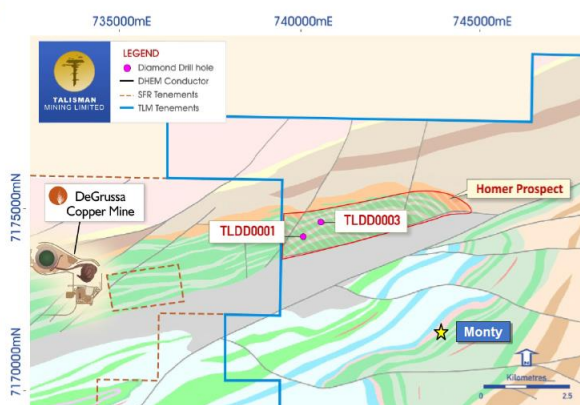 735000mE
740000mE
745000mE
TALISMAN
MINING LIMITED
LEGEND
Diamond Drill hole
DHEM Conductor
SFR Tenements
TLM Tenements
7175000mN
DeGrussa
Copper Mine
Homer Prospect
TLDD0001
TLDD0003
Monty
7170000mN
Kilometres
0
2.5